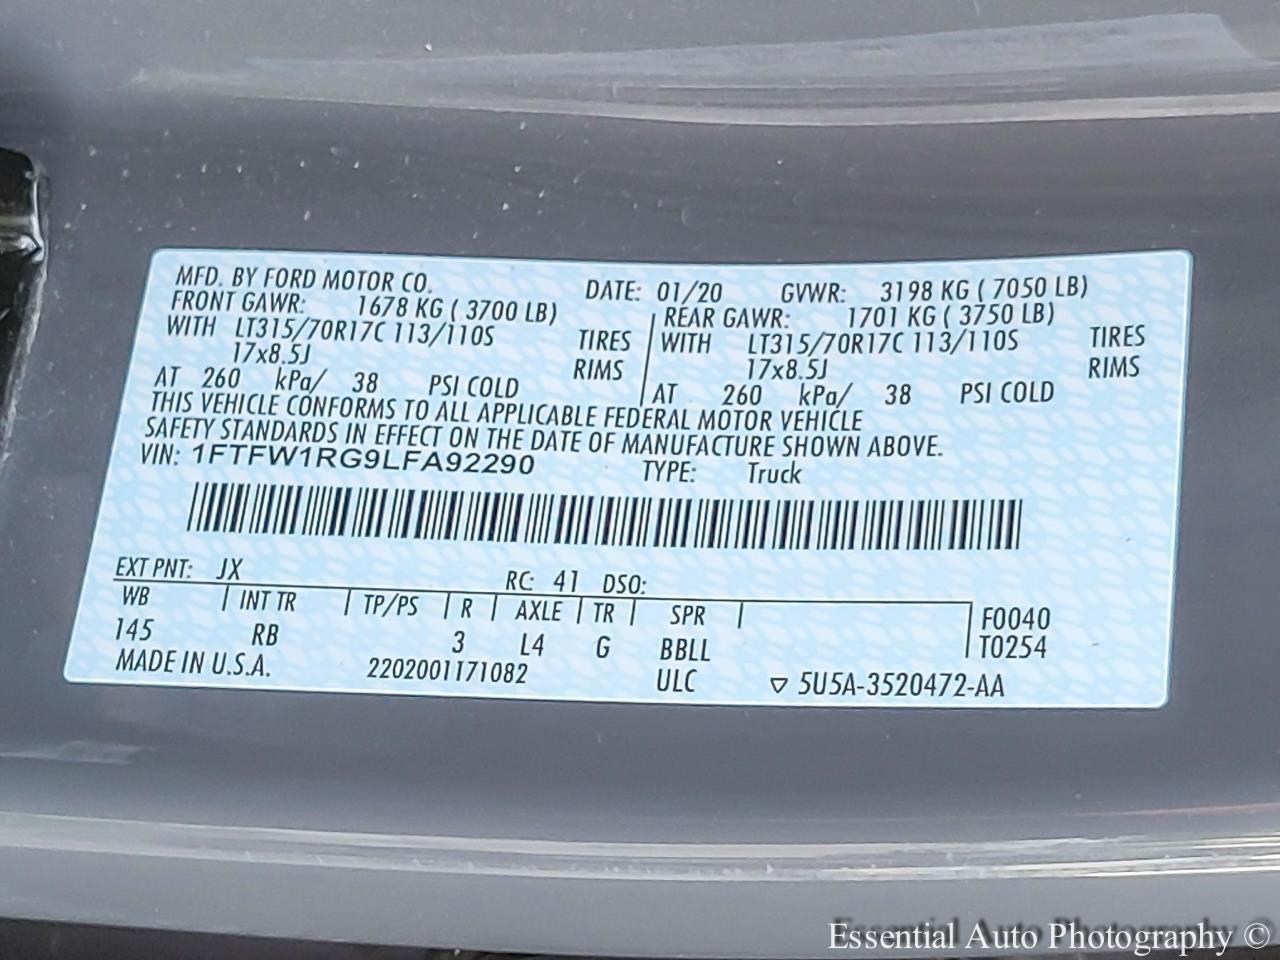 MFD. BY FORD MOTOR CO. DATE: 01/20 GVWR: 3198 KG ( 7050 LB)
FRONT GAWR: 1678 KG ( 3700 LB) REAR GAWR: 1701 KG ( 3750 LB)
WITH LT315/70R17C 113/110S TIRES WITH LT315/70R17C 113/110S TIRES
17x8.5J RIMS 17x8.5J RIMS
AT 260 kPa/ 38 PSI COLD AT 260 kPa/ 38 PSI COLD
THIS VEHICLE CONFORMS TO ALL APPLICABLE FEDERAL MOTOR VEHICLE
SAFETY STANDARDS IN EFFECT ON THE DATE OF MANUFACTURE SHOWN ABOVE.
VIN: 1FTFW1RG9LFA92290 TYPE: Truck
EXT PNT: JX RC: 41 DSO:
WB INT TR TP/PS R AXLE TR SPR F0040
145 RB 3 L4 G BBLL T0254
MADE IN U.S.A. 2202001171082 ULC ▽ 5U5A-3520472-AA
Essential Auto Photography ©